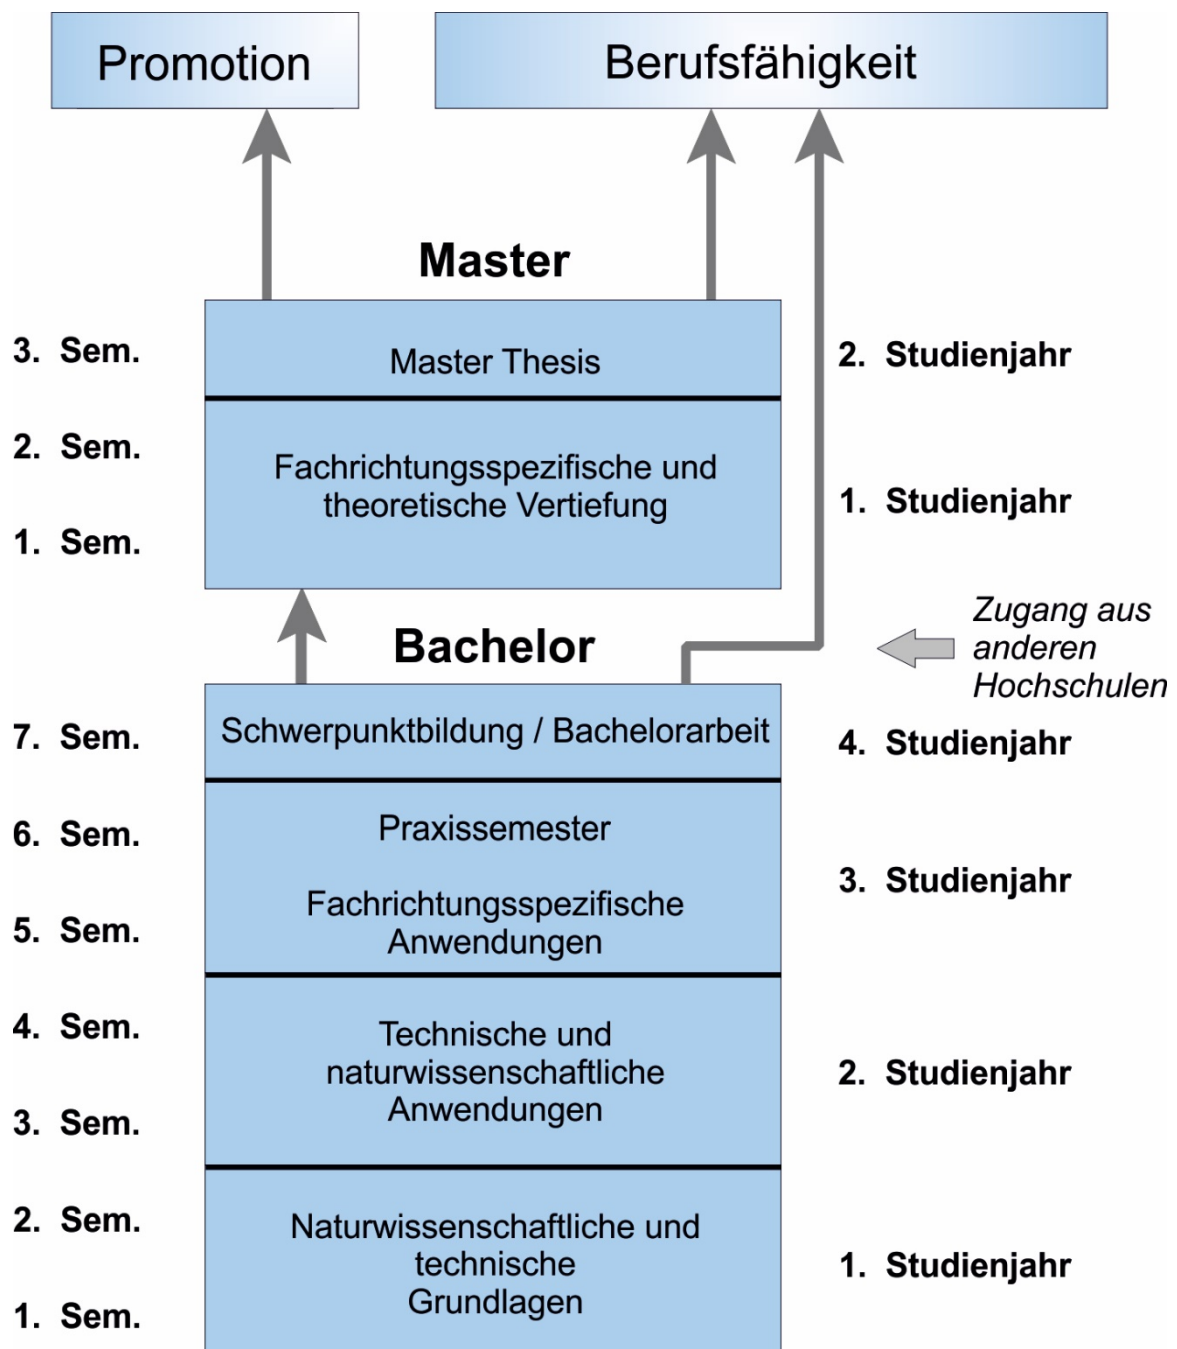 Promotion
Berufsfähigkeit
Master
3. Sem.
Master Thesis
2. Studienjahr
2. Sem.
Fachrichtungsspezifische und
theoretische Vertiefung
1. Studienjahr
1. Sem.
Zugang aus
anderen
Hochschulen
Bachelor
7. Sem.
Schwerpunktbildung / Bachelorarbeit
4. Studienjahr
6. Sem.
Praxissemester
3. Studienjahr
5. Sem.
Fachrichtungsspezifische
Anwendungen
4. Sem.
Technische und
naturwissenschaftliche
Anwendungen
2. Studienjahr
3. Sem.
2. Sem.
Naturwissenschaftliche und
technische
Grundlagen
1. Studienjahr
1. Sem.